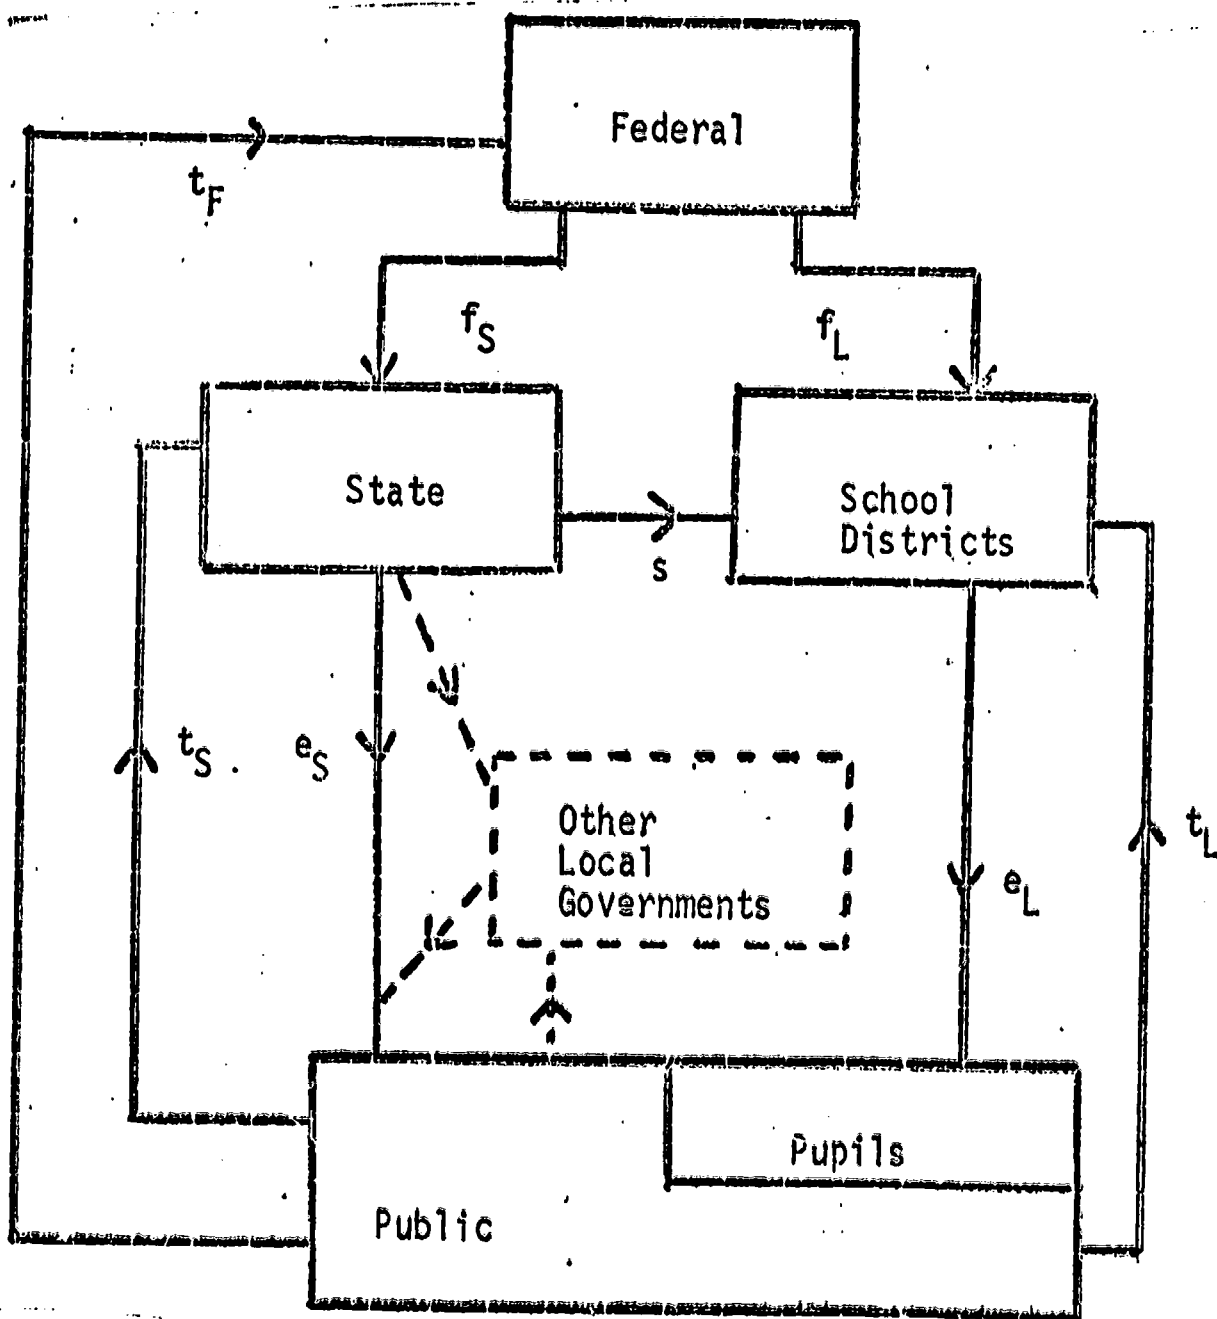 Federal
t_F
f_S
f_L
State
School
Districts
s
t_S
e_S
Other
Local
Governments
e_L
t_L
Pupils
Public